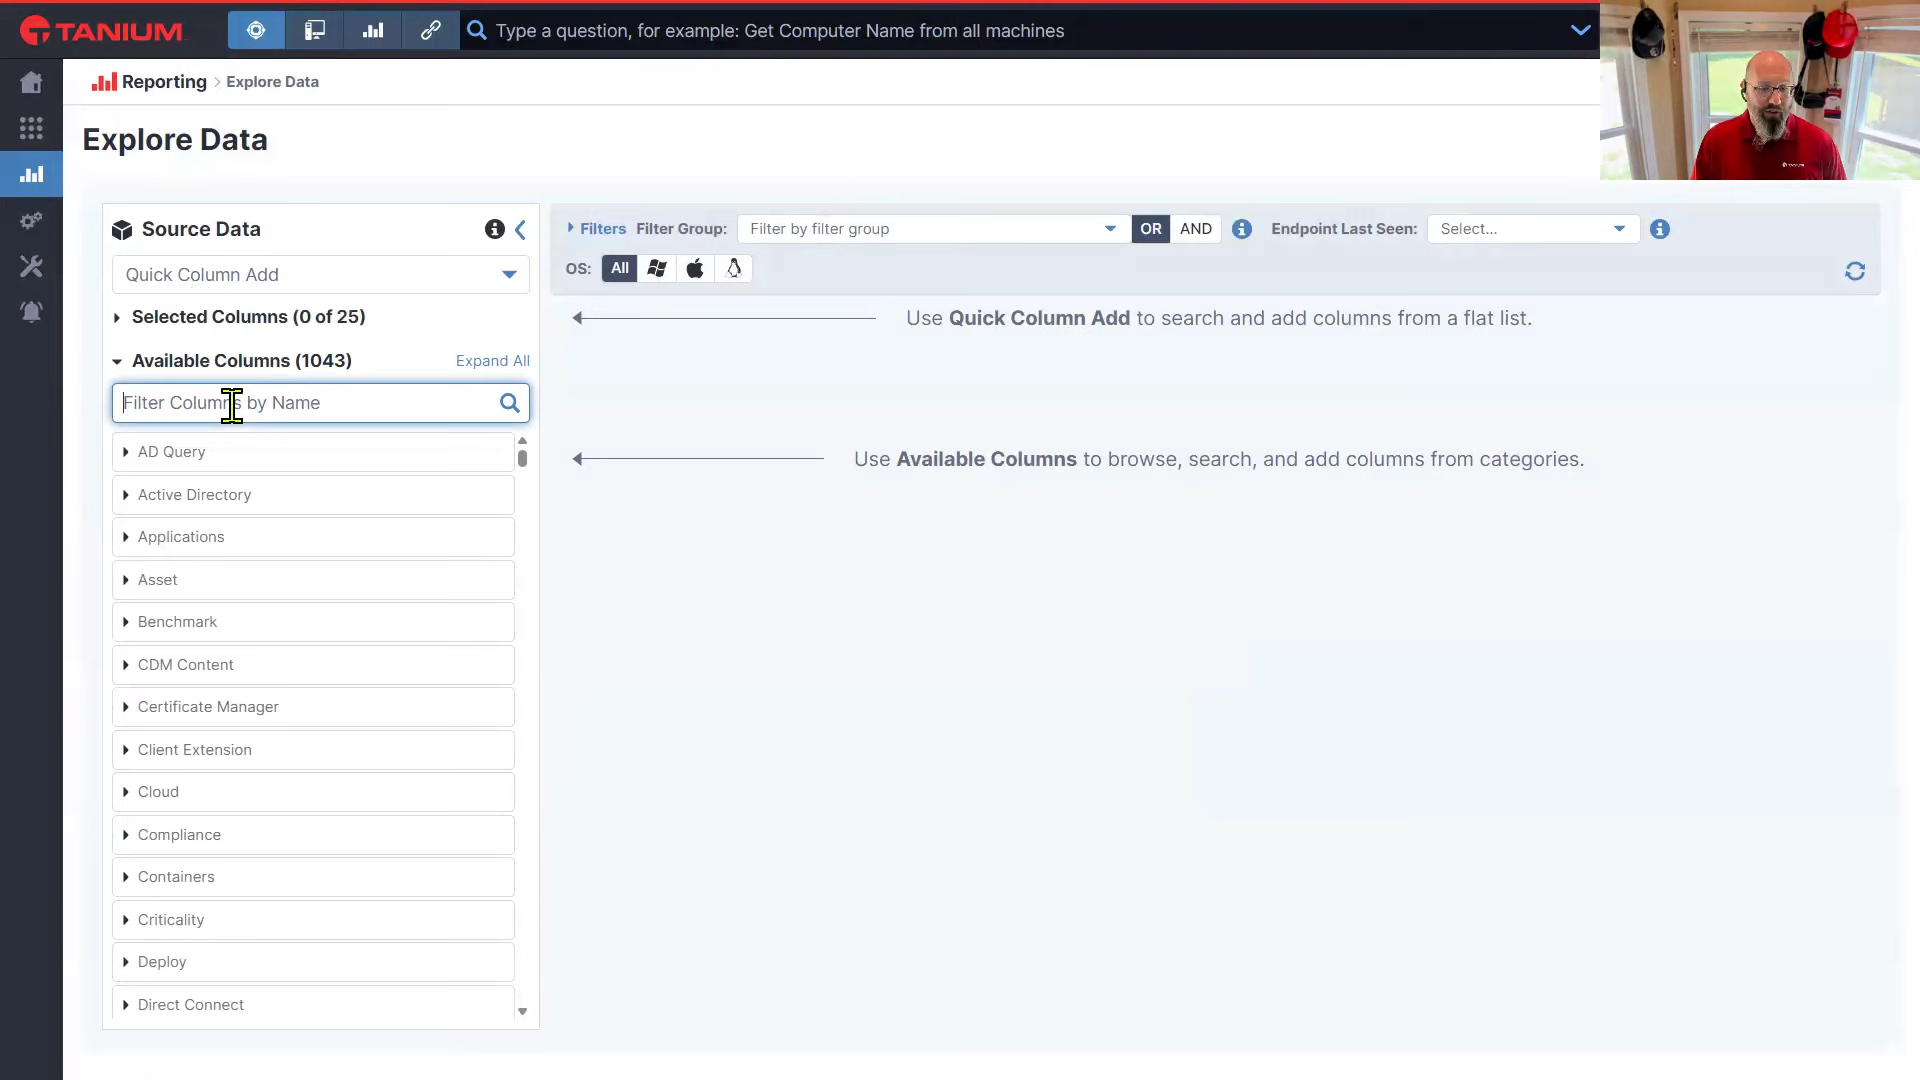 TANIUM
Type a question, for example: Get Computer Name from all machines
Reporting > Explore Data
Explore Data
Source Data
Quick Column Add
Selected Columns (0 of 25)
Available Columns (1043) Expand All
Filter Columns by Name
AD Query
Active Directory
Applications
Asset
Benchmark
CDM Content
Certificate Manager
Client Extension
Cloud
Compliance
Containers
Criticality
Deploy
Direct Connect
Filters Filter Group: Filter by filter group OR AND Endpoint Last Seen: Select...
OS: All
Use Quick Column Add to search and add columns from a flat list.
Use Available Columns to browse, search, and add columns from categories.